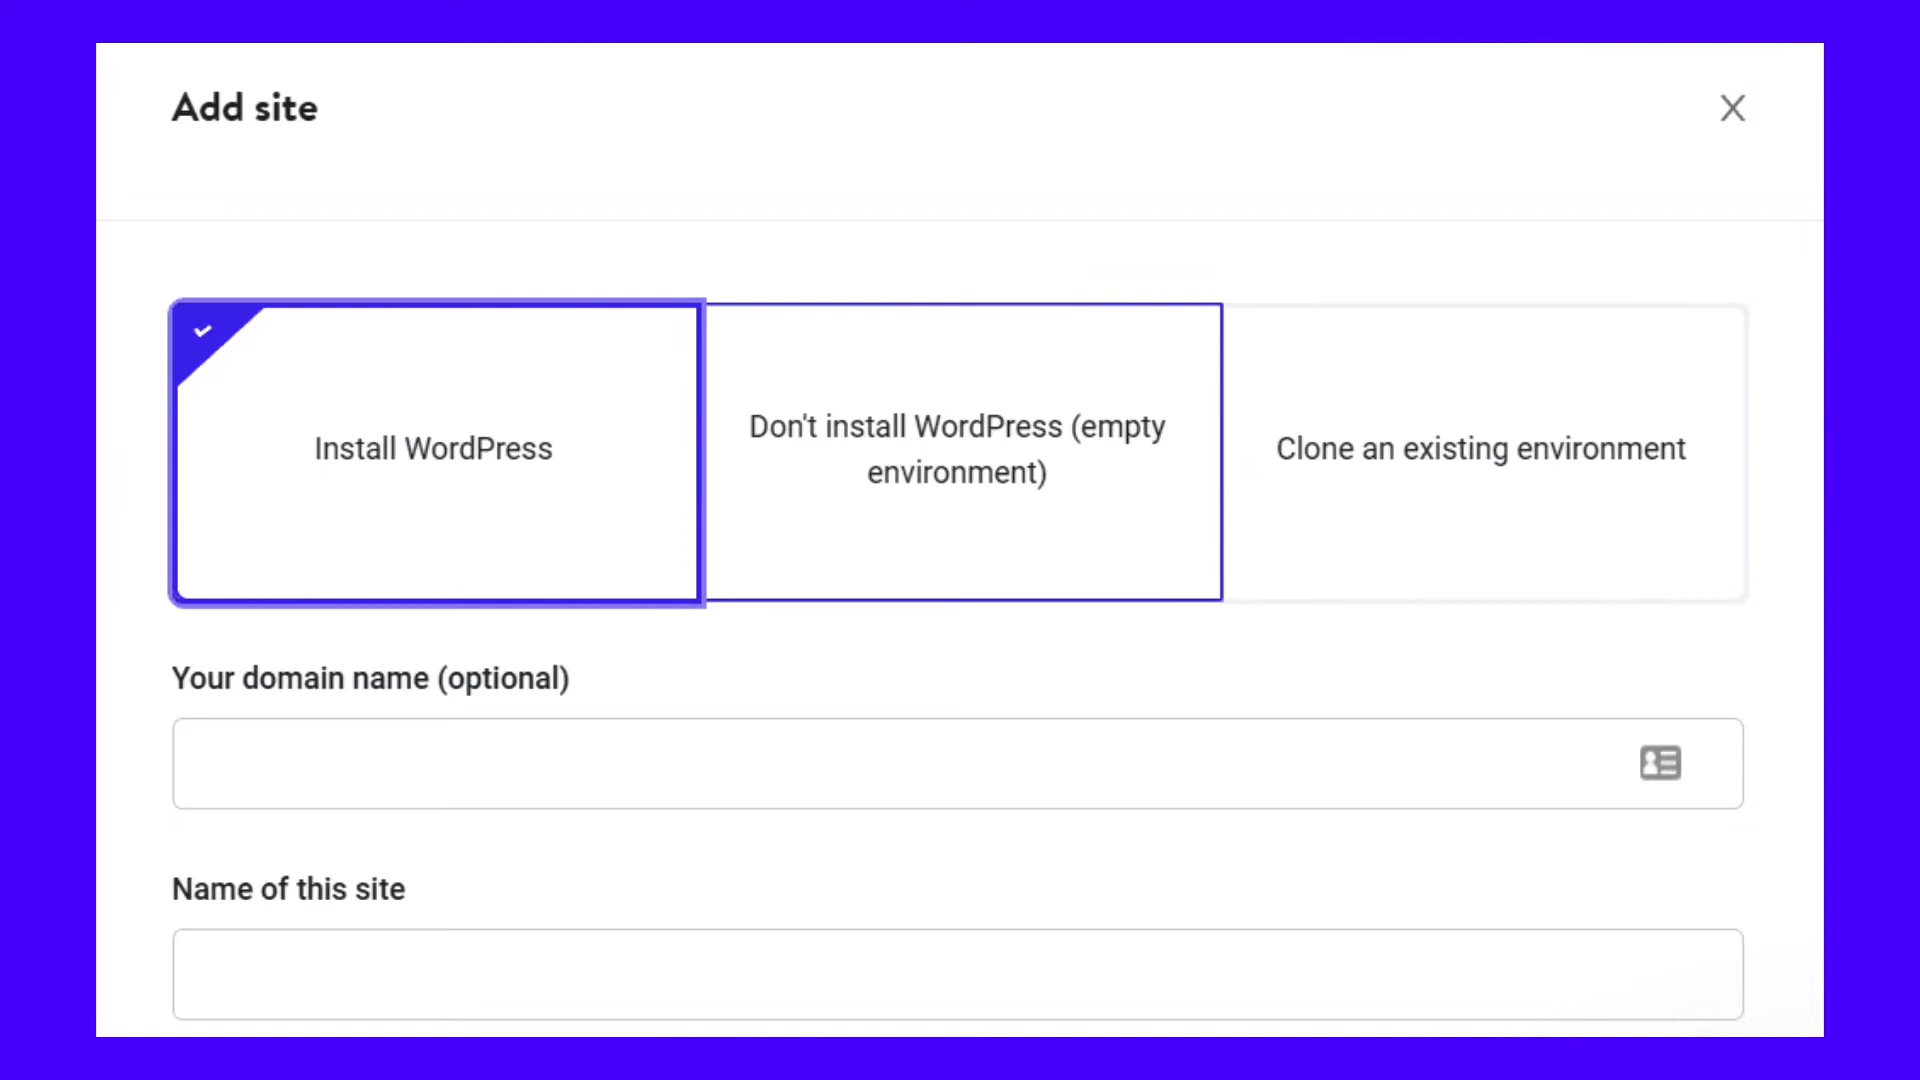 Add site
Install WordPress
Don't install WordPress (empty
environment)
Clone an existing environment
Your domain name (optional)
Name of this site